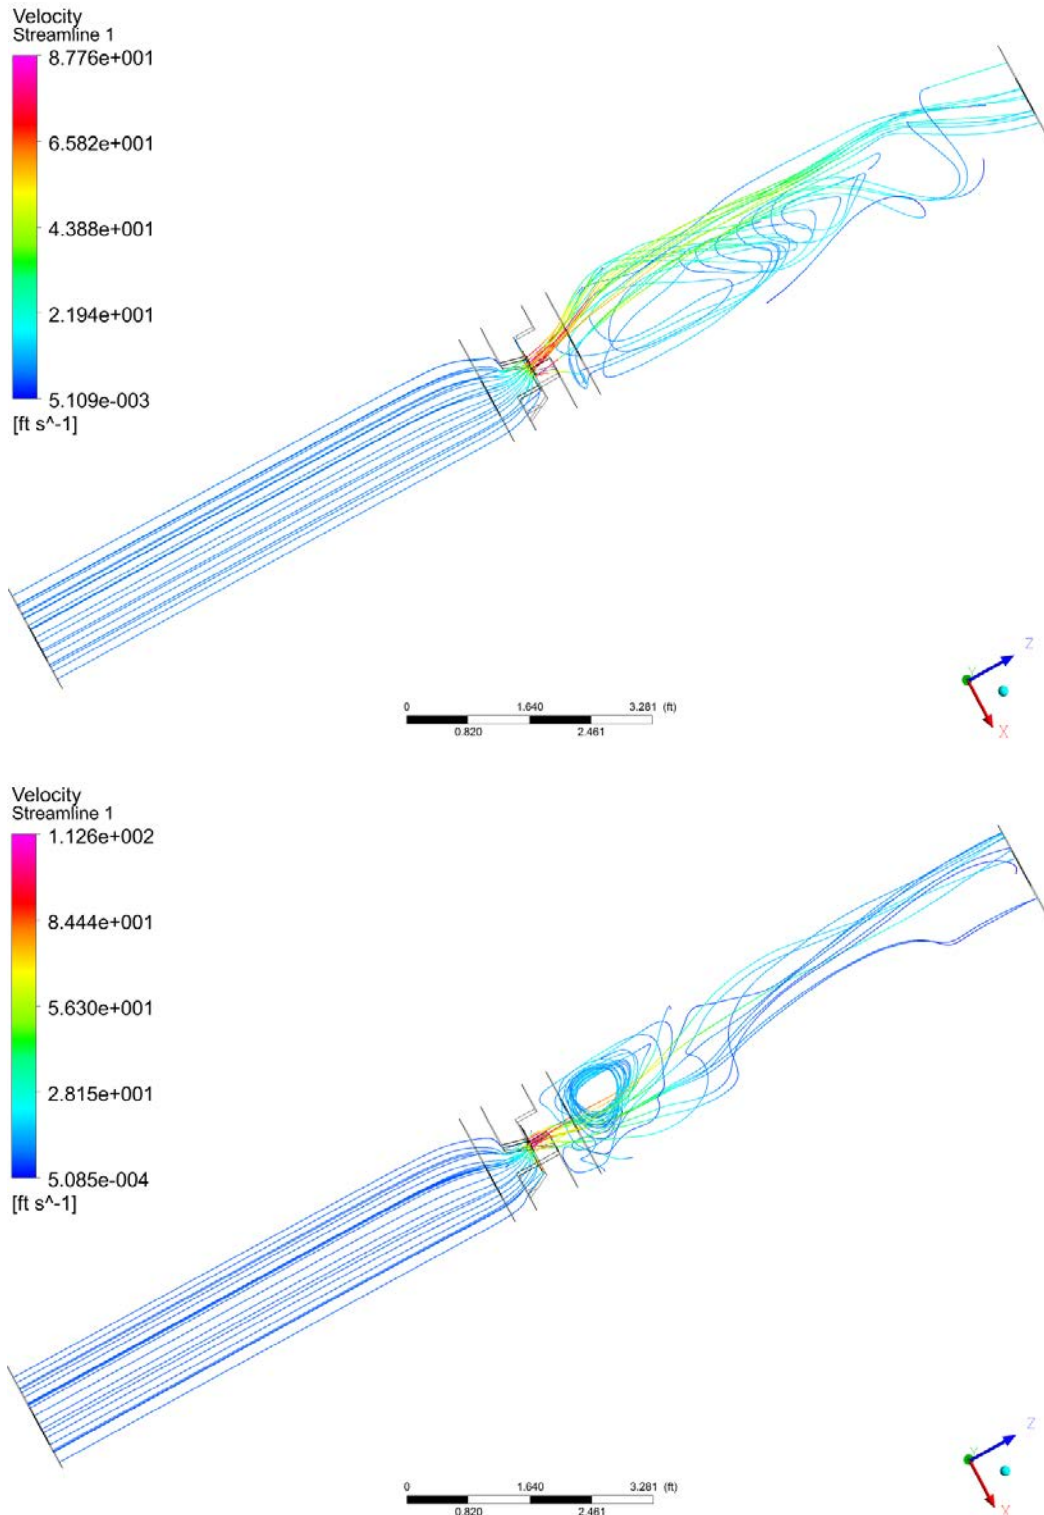 Velocity
Streamline 1
8.776e+001
6.582e+001
4.388e+001
2.194e+001
5.109e-003
[ft s^-1]
Z
Y
X
0 1.640 3.281 (ft)
0.820 2.461
Velocity
Streamline 1
1.126e+002
8.444e+001
5.630e+001
2.815e+001
5.085e-004
[ft s^-1]
Z
Y
X
0 1.640 3.281 (ft)
0.820 2.461